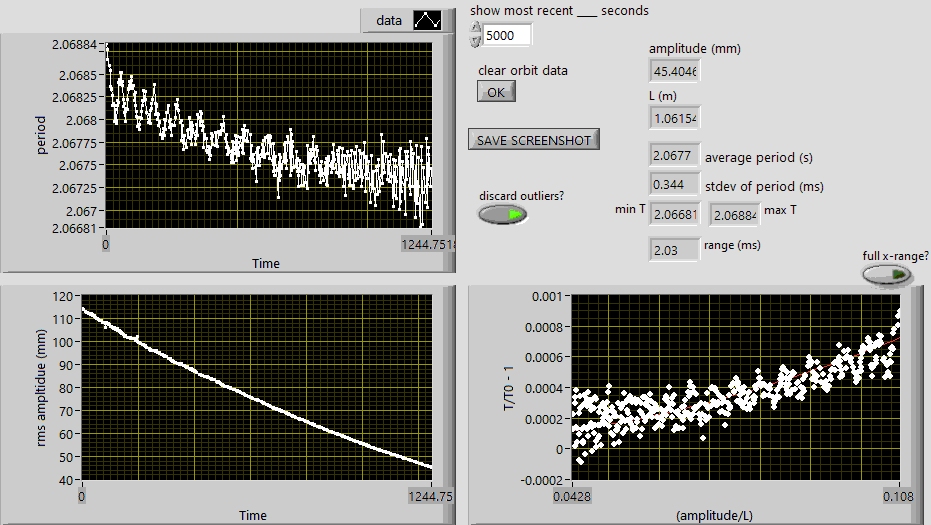 data
2.06884
2.0685
2.06825
2.068
2.06775
2.0675
2.06725
2.067
2.06681
period
0
1244.751
Time
show most recent ___ seconds
5000
clear orbit data
OK
SAVE SCREENSHOT
discard outliers?
amplitude (mm)
45.4046
L (m)
1.06154
2.0677 average period (s)
0.344 stdev of period (ms)
min T 2.06681 2.06884 max T
2.03 range (ms)
full x-range?
120
110
100
90
80
70
60
50
40
rms ampltidue (mm)
0
1244.75
Time
0.001
0.0008
0.0006
0.0004
0.0002
0
-0.0002
T/T0 - 1
0.0428
0.108
(amplitude/L)